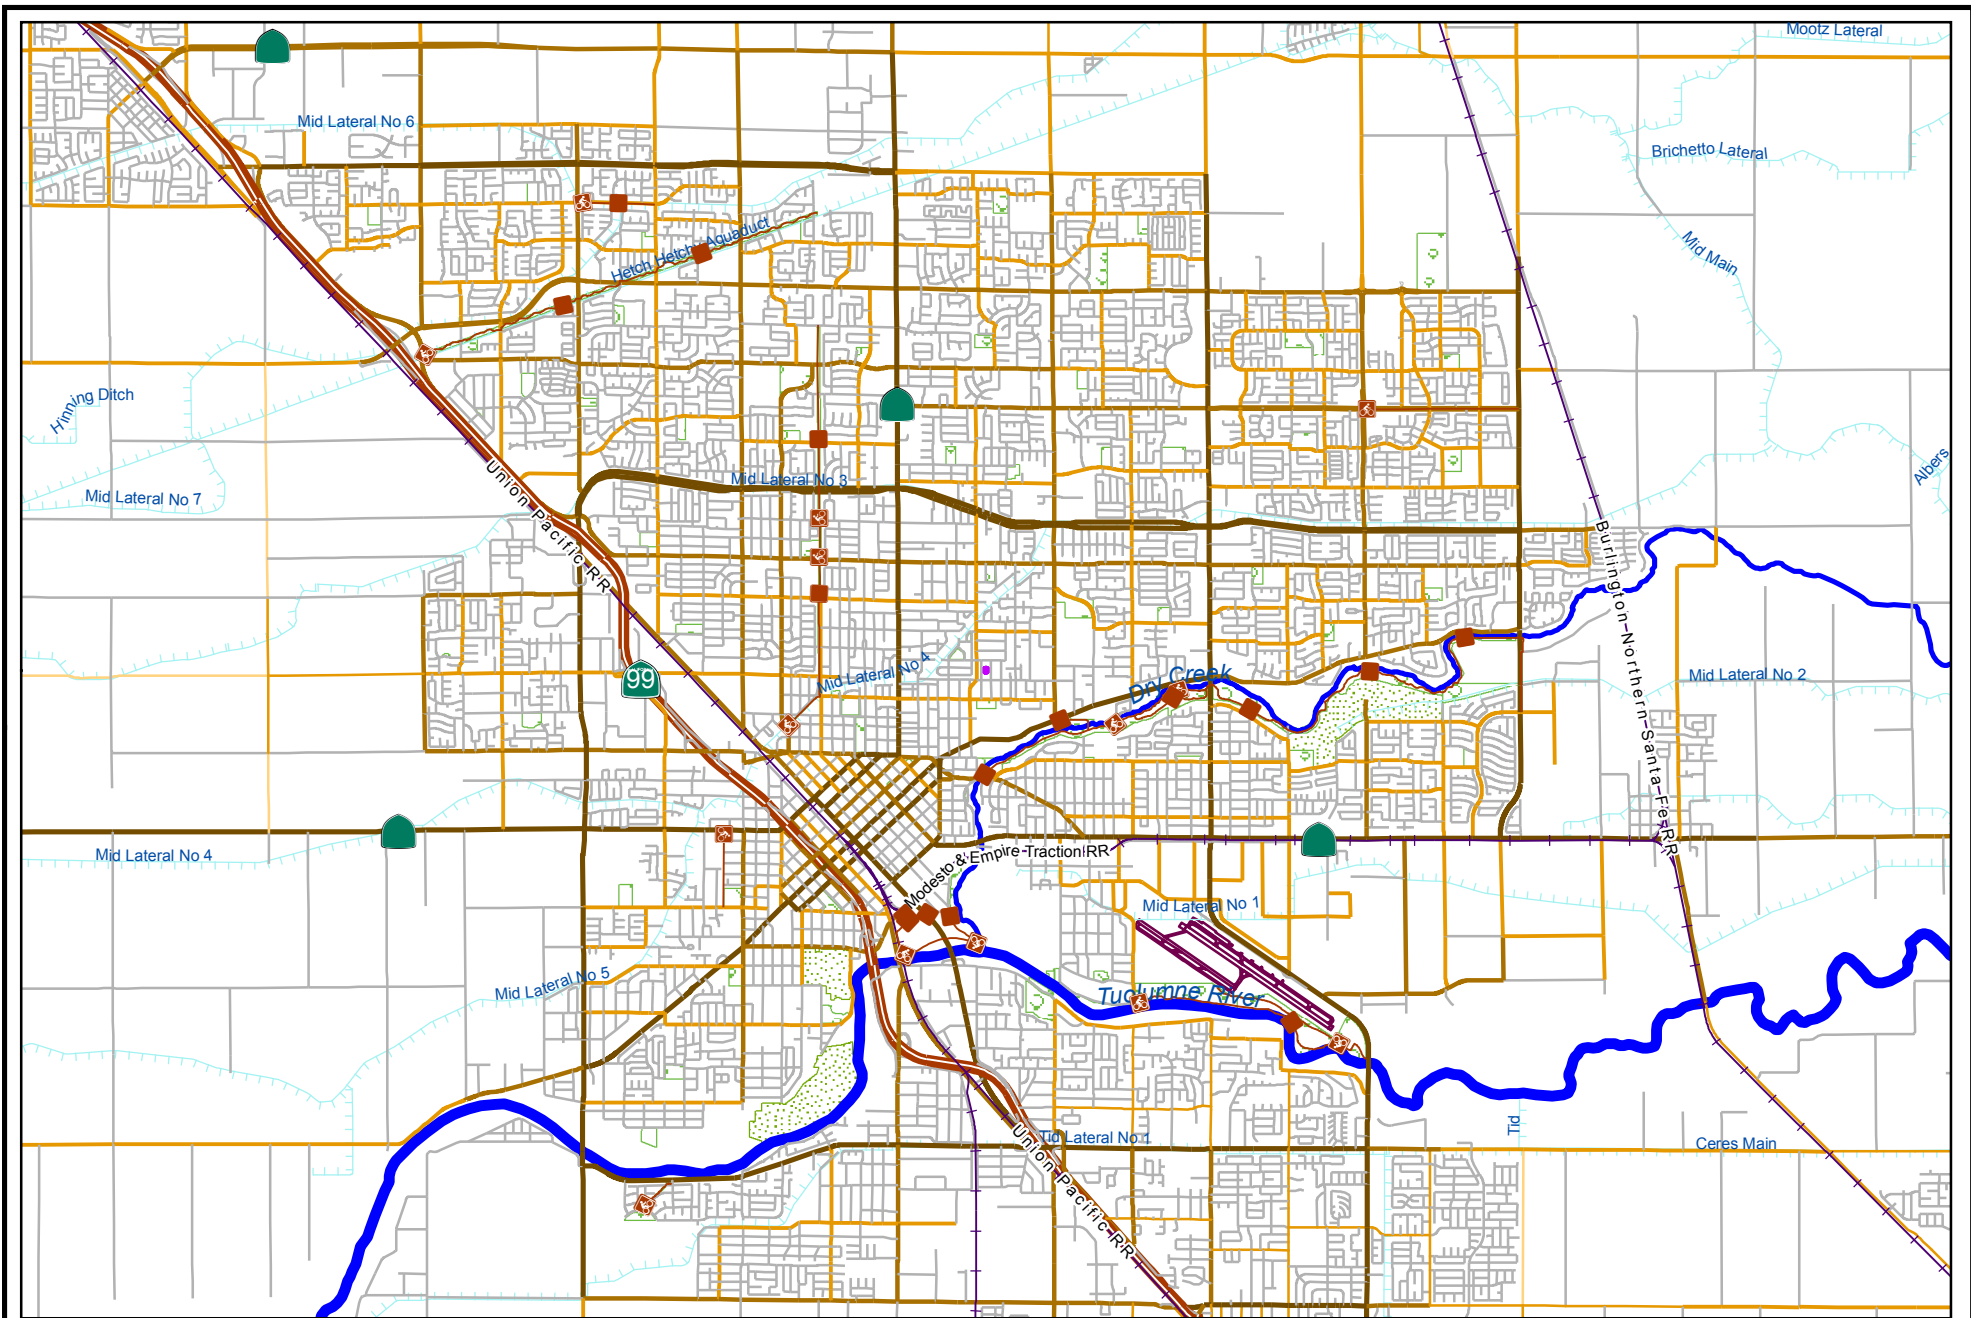 Mootz Lateral
Mid Lateral No 6
Brichetto Lateral
Hetch Hetchy Aquaduct
Mid Main
Hinning Ditch
Mid Lateral No 3
Albers
Mid Lateral No 7
Union Pacific RR
Burlington Northern Santa Fe RR
99
Mid Lateral No 4
Dry Creek
Mid Lateral No 2
Mid Lateral No 4
Modesto & Empire Traction RR
Mid Lateral No 1
Mid Lateral No 5
Tuolumne River
Tid
Tid Lateral No 1
Ceres Main
Union Pacific RR